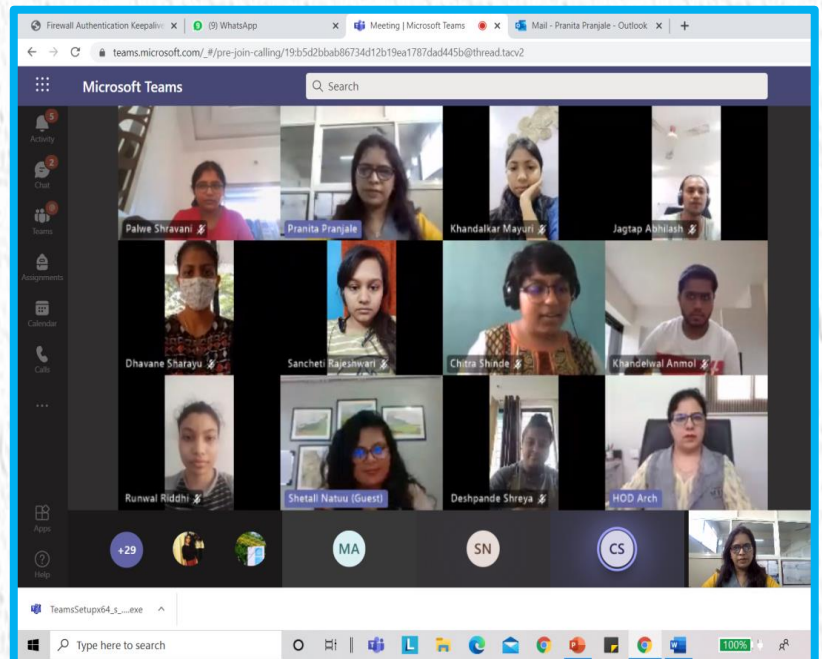 Firewall Authentication Keepaliv
(9) WhatsApp
Meeting | Microsoft Teams
Mail - Pranita Pranjale - Outlook
teams.microsoft.com/_#/pre-join-calling/19:b5d2bbab86734d12b19ea1787dad445b@thread.tacv2
Microsoft Teams
Search
5
Activity
2
Chat
Teams
Assignments
Calendar
Calls
Apps
Help
Palwe Shravani
Pranita Pranjale
Khandalkar Mayuri
Jagtap Abhilash
Dhavane Sharayu
Sancheti Rajeshwari
Chitra Shinde
Khandelwal Anmol
Runwal Riddhi
Shetall Natuu (Guest)
Deshpande Shreya
HOD Arch
+29
MA
SN
CS
TeamsSetupx64_s_....exe
Type here to search
L
100%